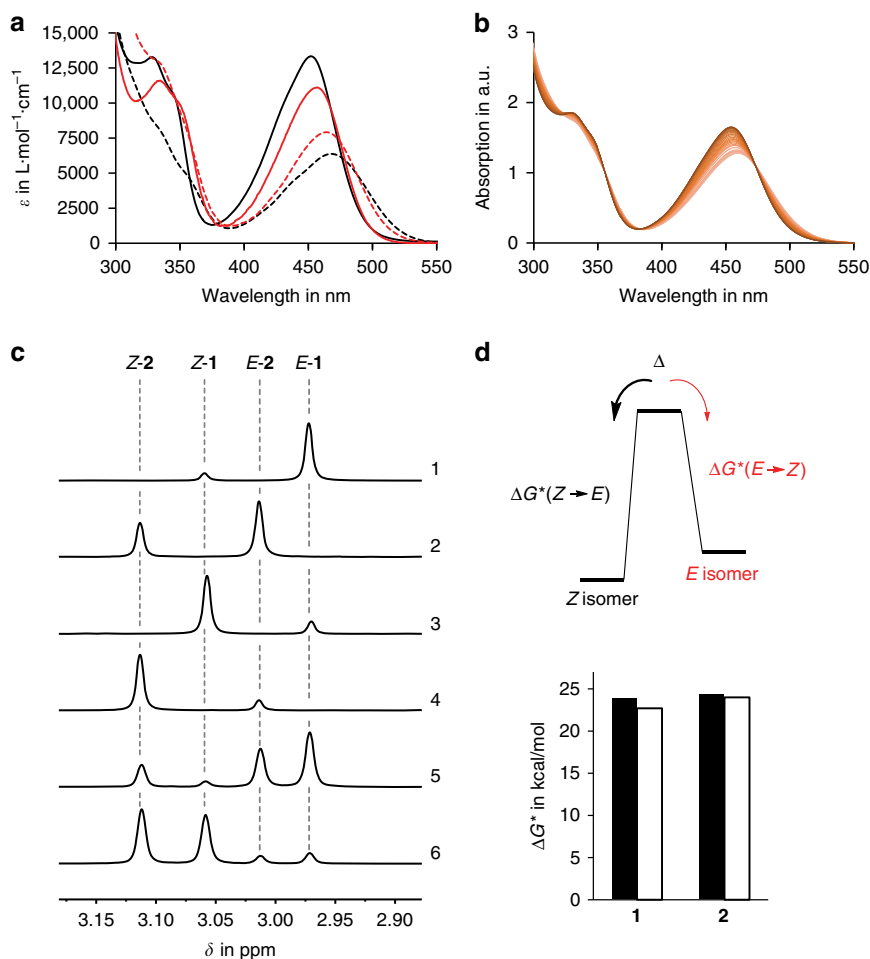 a
15,000
12,500
10,000
7500
5000
2500
0
ε in L·mol⁻¹·cm⁻¹
300 350 400 450 500 550
Wavelength in nm
b
3
2
1
0
Absorption in a.u.
300 350 400 450 500 550
Wavelength in nm
c
Z-2 Z-1 E-2 E-1
1
2
3
4
5
6
3.15 3.10 3.05 3.00 2.95 2.90
δ in ppm
d
Δ
ΔG*(Z→E)
ΔG*(E→Z)
E isomer
Z isomer
25
20
15
10
5
0
ΔG* in kcal/mol
1 2